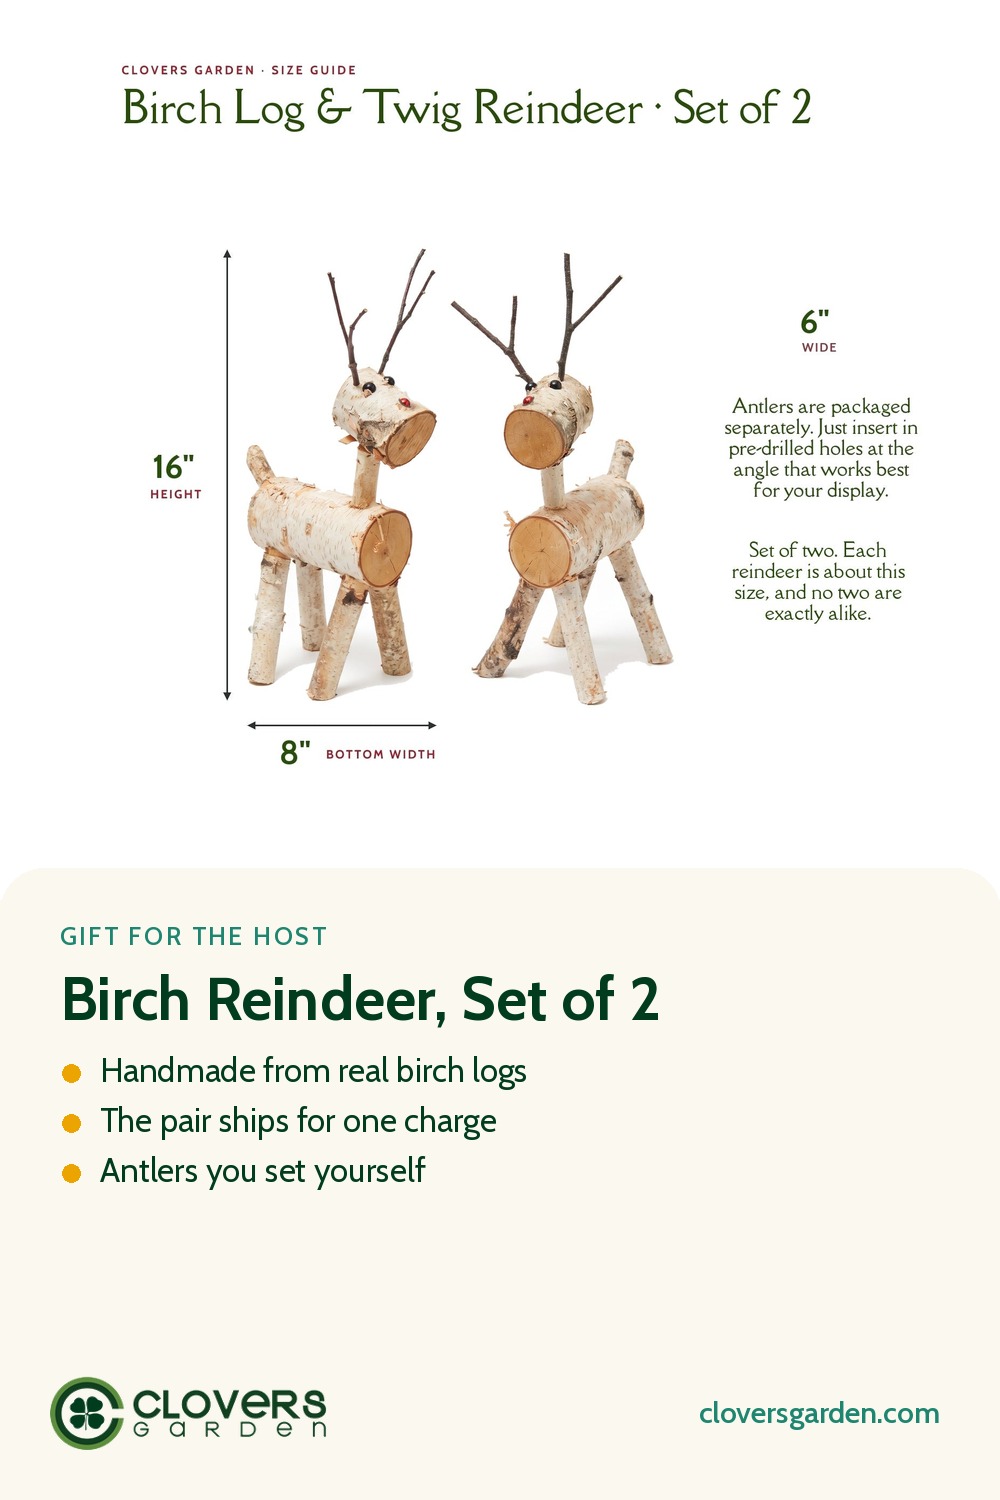 CLOVERS GARDEN · SIZE GUIDE
Birch Log & Twig Reindeer · Set of 2
6"
WIDE
Antlers are packaged
separately. Just insert in
pre-drilled holes at the
angle that works best
for your display.
16"
HEIGHT
Set of two. Each
reindeer is about this
size, and no two are
exactly alike.
8" BOTTOM WIDTH
GIFT FOR THE HOST
Birch Reindeer, Set of 2
Handmade from real birch logs
The pair ships for one charge
Antlers you set yourself
CLOVERS
GARDEN
cloversgarden.com